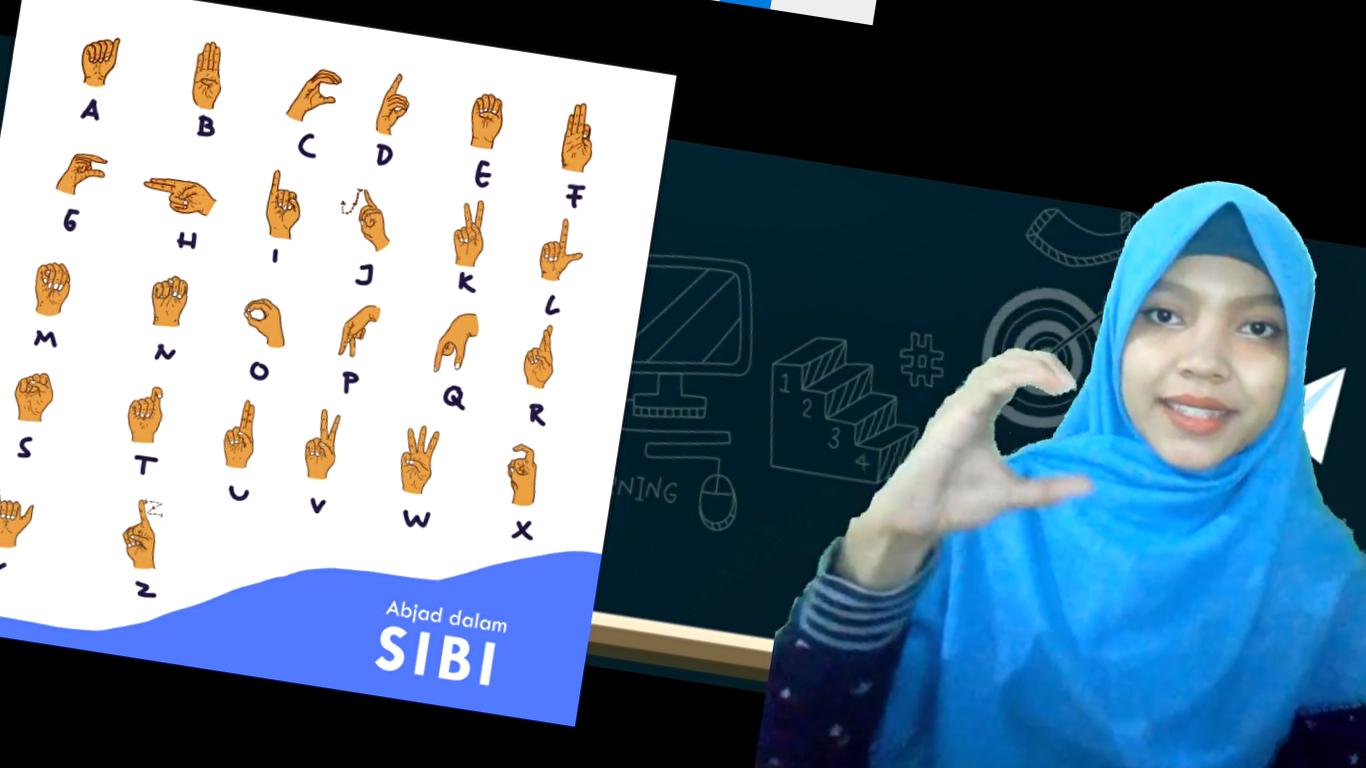 A B C D E F
G H I J K L
M N O P Q R
S T U V W X
Z
Abjad dalam
SIBI
1
2
3
4
#
NING